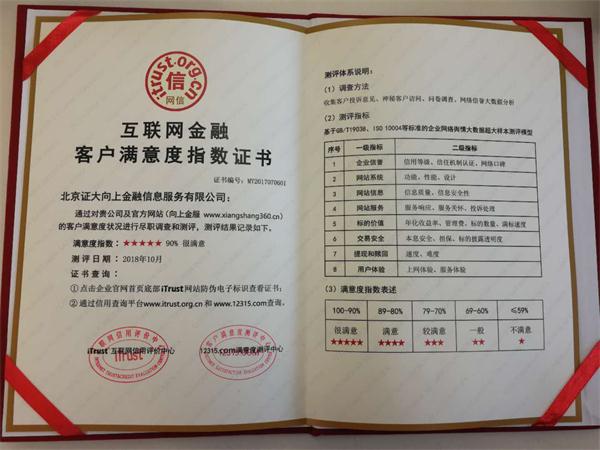 itrust.org.cn
信
网信
互联网金融
客户满意度指数证书
证书编号：MY2017070601
北京证大向上金融信息服务有限公司：
通过对贵公司及官方网站（向上金服 www.xiangshang360.cn）
的客户满意度状况进行尽职调查和测评，测评结果记录如下。
满意度指数：★★★★★ 90% 很满意
测评日期：2018年10月
证书查询：
①点击企业官网首页底部iTrust网站防伪电子标识查看证书；
②通过信用查询平台www.itrust.org.cn 和 www.12315.com查询。
iTrust 互联网信用评价中心
12315.com满意度测评中心
测评体系说明：
（1）调查方法
收集客户投诉意见、神秘客户访问、问卷调查、网络信誉大数据分析
（2）测评指标
基于GB/T19038、ISO 10004等标准的企业网络舆情大数据超大样本测评模型
序号 一级指标 二级指标
1 企业信誉 信用等级、信任机制认证、网络口碑
2 网站系统 功能、性能、设计
3 网站信息 信息质量、信息安全性
4 网站服务 服务响应、服务关怀、投诉处理
5 标的价值 年化收益率、管理费、标的数量、满标速度
6 交易安全 本息安全、担保、标的披露透明度
7 提现和赎回 速度、难度
8 用户体验 上网体验、服务体验
（3）满意度指数表述
100-90% 89-80% 79-70% 69-60% ≤59%
很满意 满意 较满意 一般 不满意
★★★★★ ★★★★ ★★★ ★★ ★